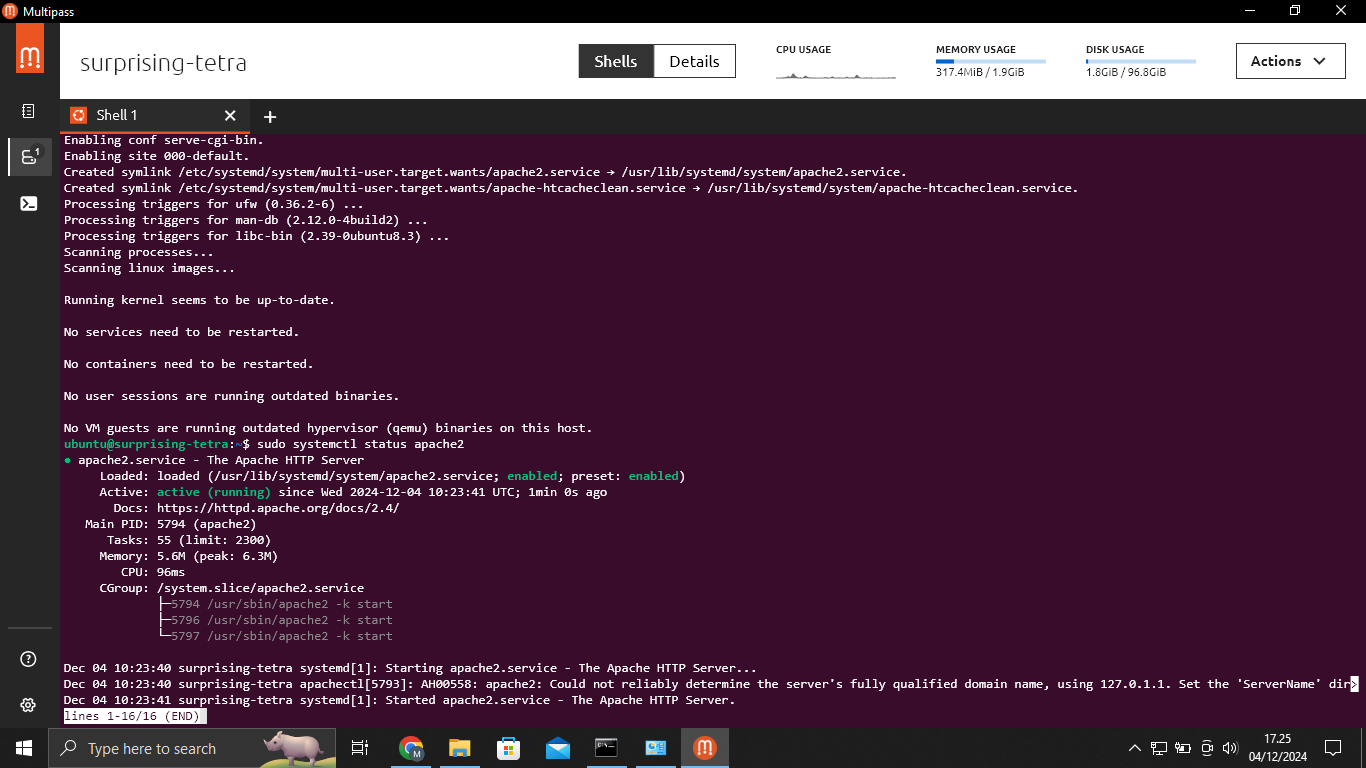 Multipass
surprising-tetra
Shells
Details
CPU USAGE
MEMORY USAGE
317.4MiB / 1.9GiB
DISK USAGE
1.8GiB / 96.8GiB
Actions
1
Shell 1
Enabling conf serve-cgi-bin.
Enabling site 000-default.
Created symlink /etc/systemd/system/multi-user.target.wants/apache2.service → /usr/lib/systemd/system/apache2.service.
Created symlink /etc/systemd/system/multi-user.target.wants/apache-htcacheclean.service → /usr/lib/systemd/system/apache-htcacheclean.service.
Processing triggers for ufw (0.36.2-6) ...
Processing triggers for man-db (2.12.0-4build2) ...
Processing triggers for libc-bin (2.39-0ubuntu8.3) ...
Scanning processes...
Scanning linux images...
Running kernel seems to be up-to-date.
No services need to be restarted.
No containers need to be restarted.
No user sessions are running outdated binaries.
No VM guests are running outdated hypervisor (qemu) binaries on this host.
ubuntu@surprising-tetra:~$ sudo systemctl status apache2
● apache2.service - The Apache HTTP Server
Loaded: loaded (/usr/lib/systemd/system/apache2.service; enabled; preset: enabled)
Active: active (running) since Wed 2024-12-04 10:23:41 UTC; 1min 0s ago
Docs: https://httpd.apache.org/docs/2.4/
Main PID: 5794 (apache2)
Tasks: 55 (limit: 2300)
Memory: 5.6M (peak: 6.3M)
CPU: 96ms
CGroup: /system.slice/apache2.service
├─5794 /usr/sbin/apache2 -k start
├─5796 /usr/sbin/apache2 -k start
└─5797 /usr/sbin/apache2 -k start
Dec 04 10:23:40 surprising-tetra systemd[1]: Starting apache2.service - The Apache HTTP Server...
Dec 04 10:23:40 surprising-tetra apachectl[5793]: AH00558: apache2: Could not reliably determine the server's fully qualified domain name, using 127.0.1.1. Set the 'ServerName' dir>
Dec 04 10:23:41 surprising-tetra systemd[1]: Started apache2.service - The Apache HTTP Server.
lines 1-16/16 (END)
Type here to search
M
17.25
04/12/2024